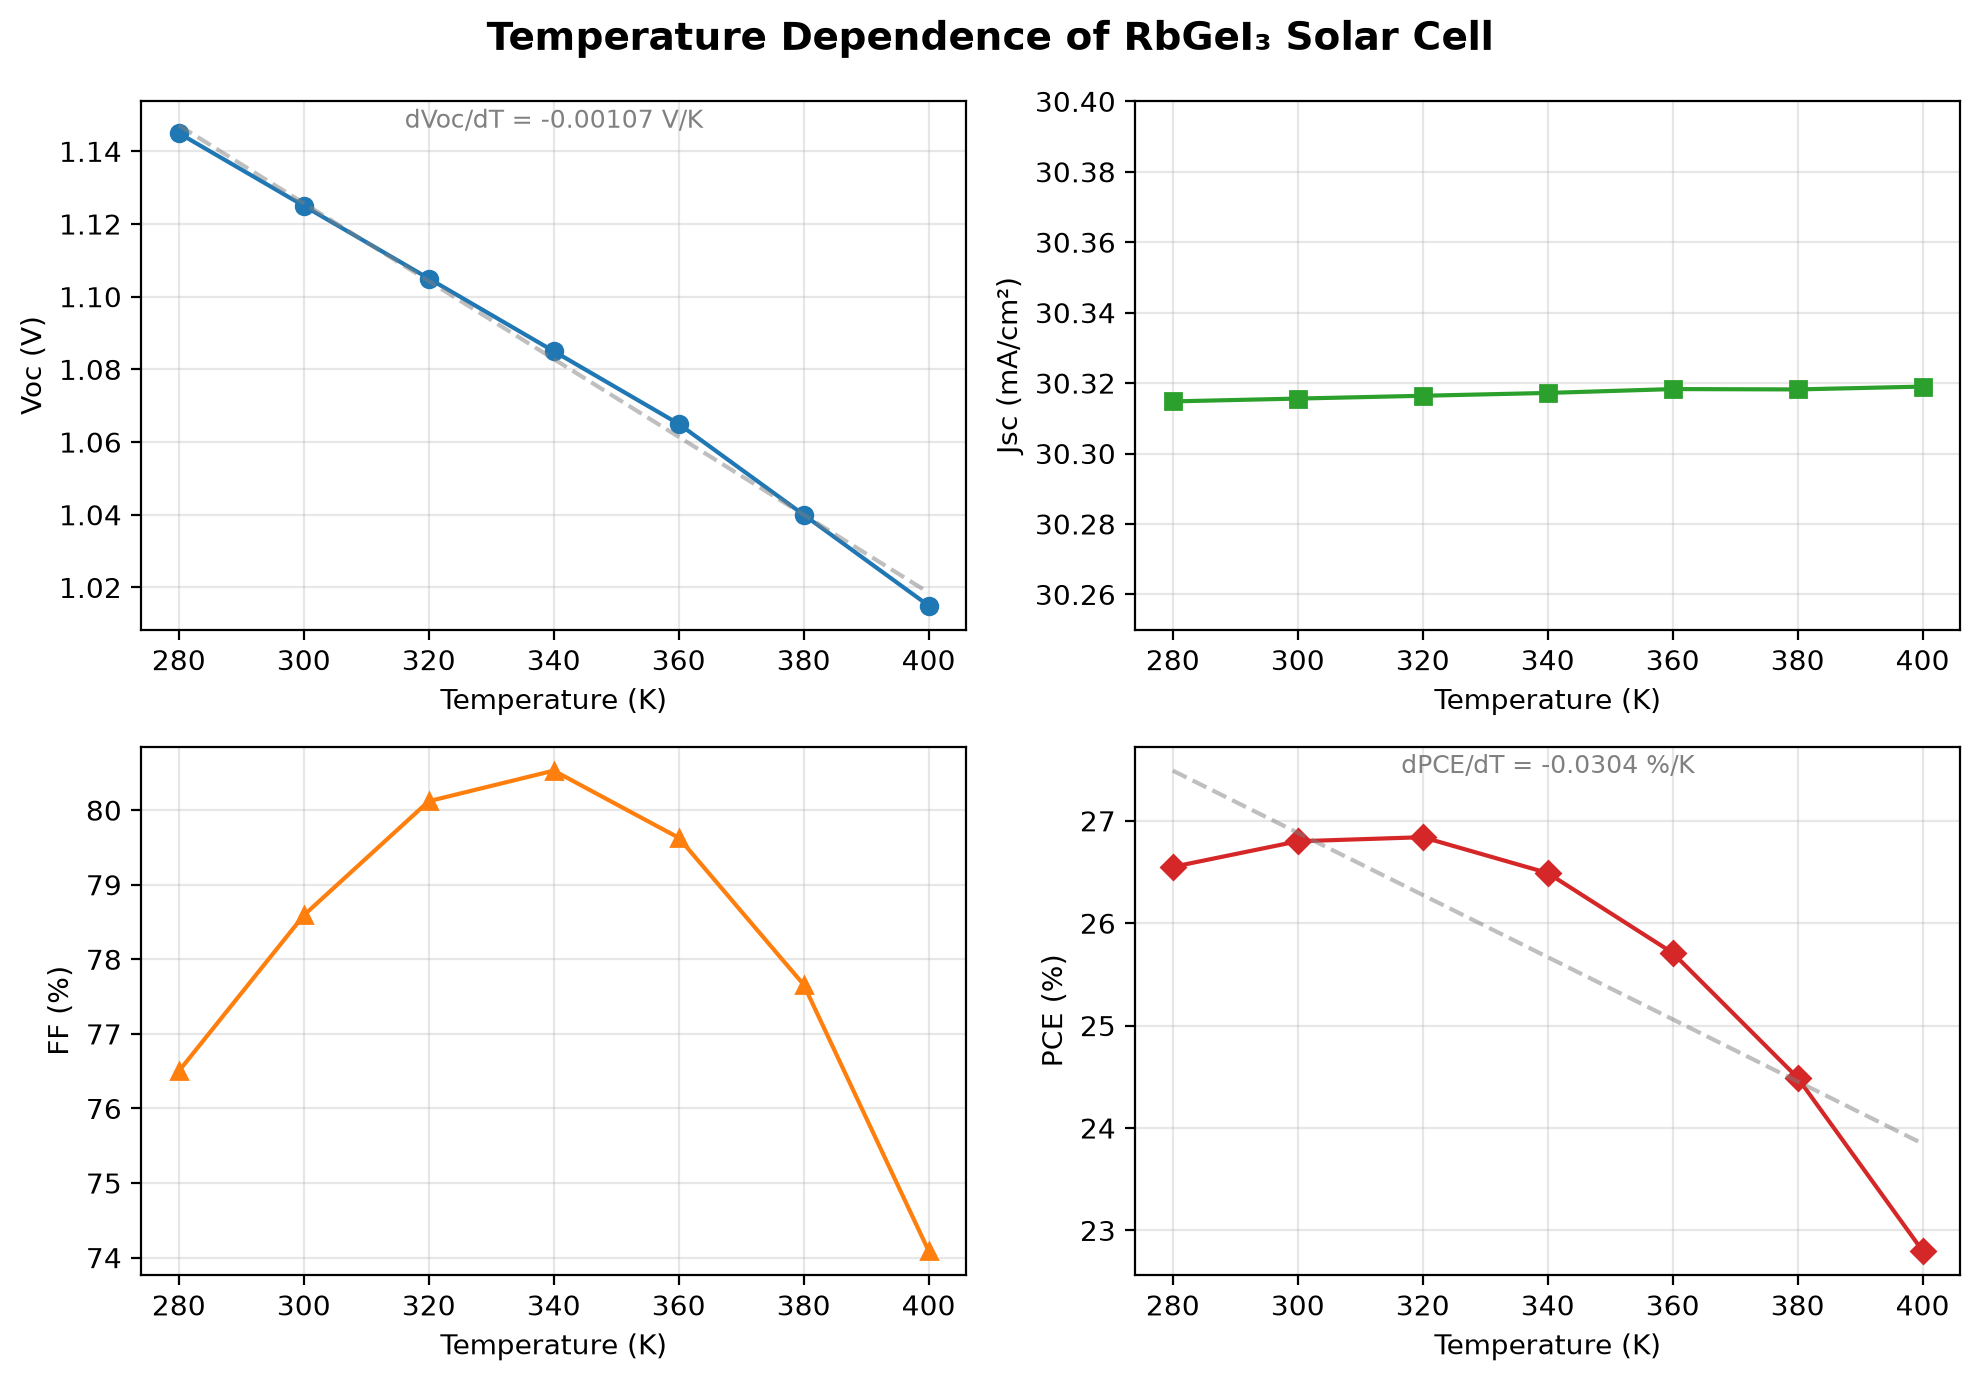 Temperature Dependence of RbGeI₃ Solar Cell
dVoc/dT = -0.00107 V/K
Voc (V)
1.14
1.12
1.10
1.08
1.06
1.04
1.02
280 300 320 340 360 380 400
Temperature (K)
Jsc (mA/cm²)
30.40
30.38
30.36
30.34
30.32
30.30
30.28
30.26
280 300 320 340 360 380 400
Temperature (K)
FF (%)
80
79
78
77
76
75
74
280 300 320 340 360 380 400
Temperature (K)
dPCE/dT = -0.0304 %/K
PCE (%)
27
26
25
24
23
280 300 320 340 360 380 400
Temperature (K)